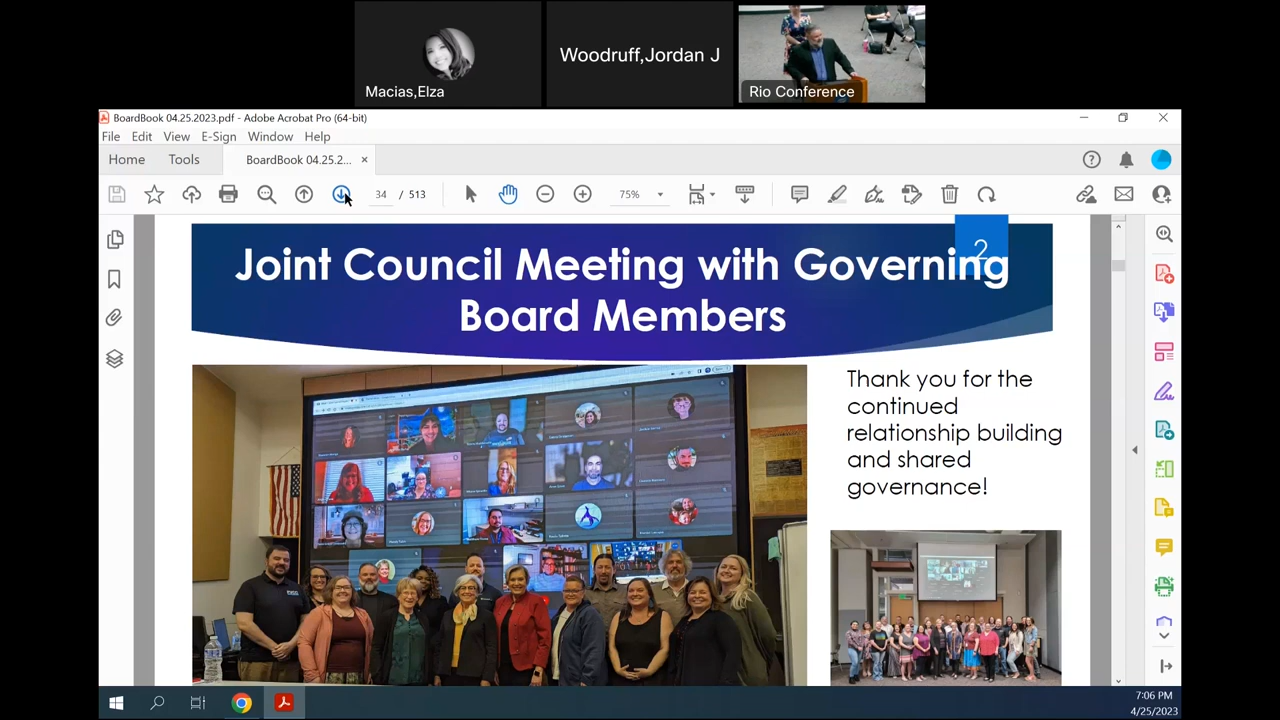 Macias,Elza
Woodruff,Jordan J
Rio Conference
BoardBook 04.25.2023.pdf - Adobe Acrobat Pro (64-bit)
File Edit View E-Sign Window Help
Home Tools BoardBook 04.25.2...
34 / 513 75%
2
Joint Council Meeting with Governing
Board Members
Thank you for the
continued
relationship building
and shared
governance!
7:06 PM
4/25/2023